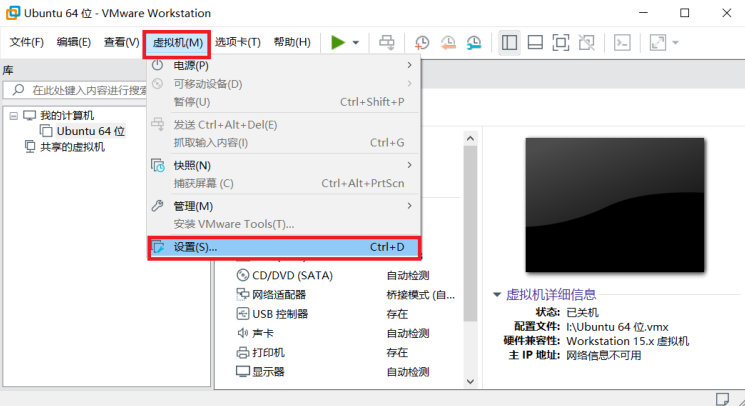 Ubuntu 64 位 - VMware Workstation
文件(F) 编辑(E) 查看(V) 虚拟机(M) 选项卡(T) 帮助(H)
库
在此处键入内容进行搜索
我的计算机
Ubuntu 64 位
共享的虚拟机
电源(P)
可移动设备(D)
暂停(U) Ctrl+Shift+P
发送 Ctrl+Alt+Del(E)
抓取输入内容(I) Ctrl+G
快照(N)
捕获屏幕 (C) Ctrl+Alt+PrtScn
管理(M)
安装 VMware Tools(T)...
设置(S)... Ctrl+D
CD/DVD (SATA) 自动检测
网络适配器 桥接模式 (自...
USB 控制器 存在
声卡 自动检测
打印机 存在
显示器 自动检测
虚拟机详细信息
状态: 已关机
配置文件: I:\Ubuntu 64 位.vmx
硬件兼容性: Workstation 15.x 虚拟机
主 IP 地址: 网络信息不可用